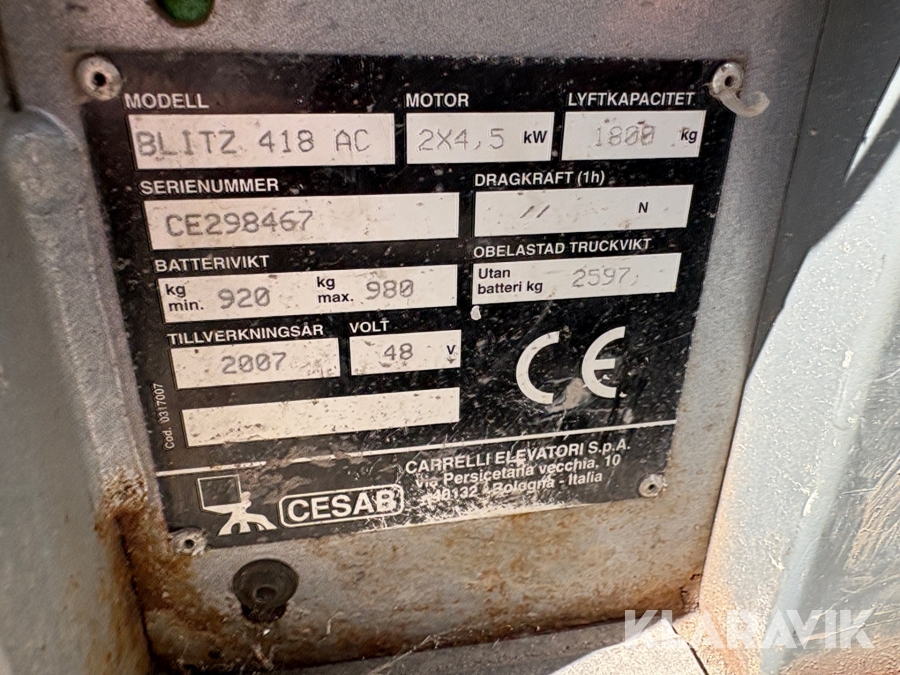 MODELL
BLITZ 418 AC
MOTOR
2X4,5 kW
LYFTKAPACITET
1800 kg
SERIENUMMER
CE298467
DRAGKRAFT (1h)
// N
BATTERIVIKT
kg min. 920 kg max. 980
OBELASTAD TRUCKVIKT
Utan
batteri kg 2597
TILLVERKNINGSÅR
2007
VOLT
48 V
CE
Cod. 0317007
CESAB
CARRELLI ELEVATORI S.p.A.
Via Persicetana vecchia, 10
40132 - Bologna - Italia
KLARAVIK